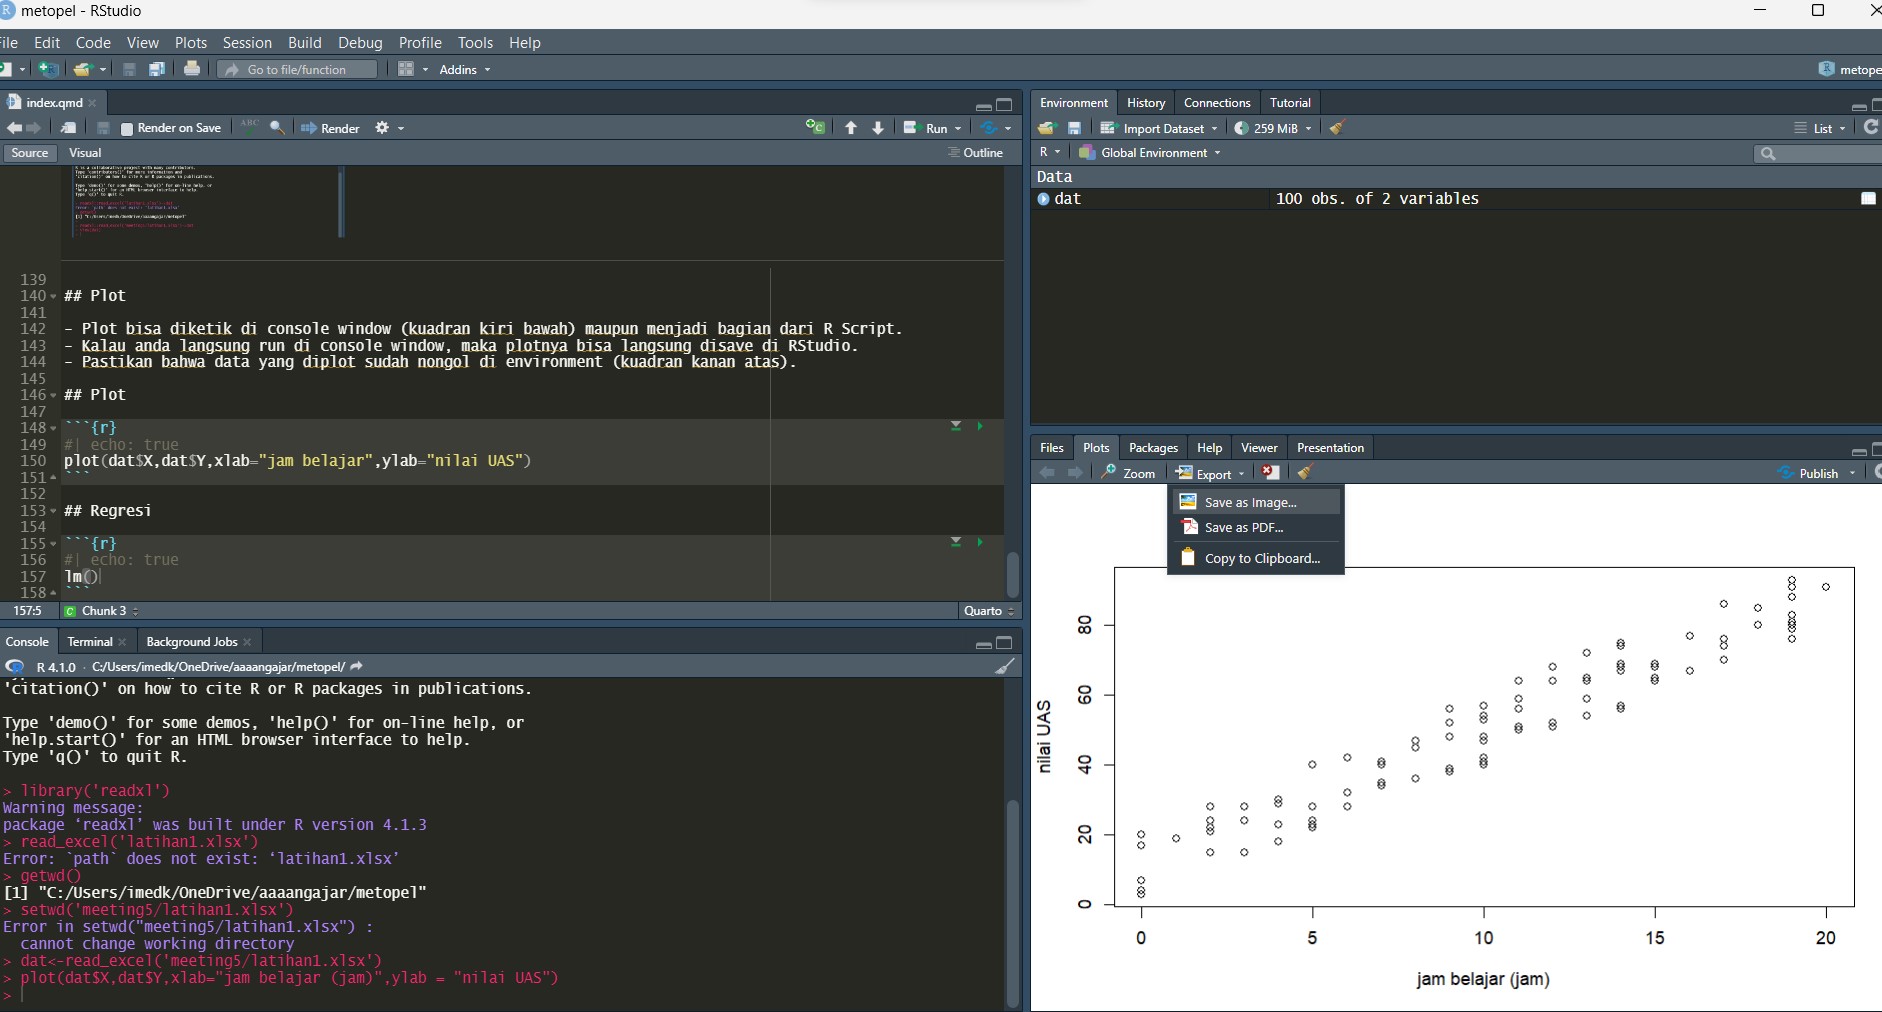 metopel - RStudio
File Edit Code View Plots Session Build Debug Profile Tools Help
Go to file/function Addins
metope
index.qmd
Render on Save ABC Render Run
Source Visual Outline
139
140 ## Plot
141
142 - Plot bisa diketik di console window (kuadran kiri bawah) maupun menjadi bagian dari R Script.
143 - Kalau anda langsung run di console window, maka plotnya bisa langsung disave di RStudio.
144 - Pastikan bahwa data yang diplot sudah nongol di environment (kuadran kanan atas).
145
146 ## Plot
147
148 ```{r}
149 #| echo: true
150 plot(dat$X,dat$Y,xlab="jam belajar",ylab="nilai UAS")
151 ```
152
153 ## Regresi
154
155 ```{r}
156 #| echo: true
157 lm()
158 ```
157:5 Chunk 3 Quarto
Console Terminal Background Jobs
R 4.1.0 · C:/Users/imedk/OneDrive/aaaangajar/metopel/
'citation()' on how to cite R or R packages in publications.
Type 'demo()' for some demos, 'help()' for on-line help, or
'help.start()' for an HTML browser interface to help.
Type 'q()' to quit R.
> library('readxl')
Warning message:
package ‘readxl’ was built under R version 4.1.3
> read_excel('latihan1.xlsx')
Error: `path` does not exist: ‘latihan1.xlsx’
> getwd()
[1] "C:/Users/imedk/OneDrive/aaaangajar/metopel"
> setwd('meeting5/latihan1.xlsx')
Error in setwd("meeting5/latihan1.xlsx") :
cannot change working directory
> dat<-read_excel('meeting5/latihan1.xlsx')
> plot(dat$X,dat$Y,xlab="jam belajar (jam)",ylab = "nilai UAS")
>
Environment History Connections Tutorial
Import Dataset 259 MiB List
R Global Environment
Data
dat 100 obs. of 2 variables
Files Plots Packages Help Viewer Presentation
Zoom Export Publish
Save as Image...
Save as PDF...
Copy to Clipboard...
nilai UAS
80
60
40
20
0
0 5 10 15 20
jam belajar (jam)